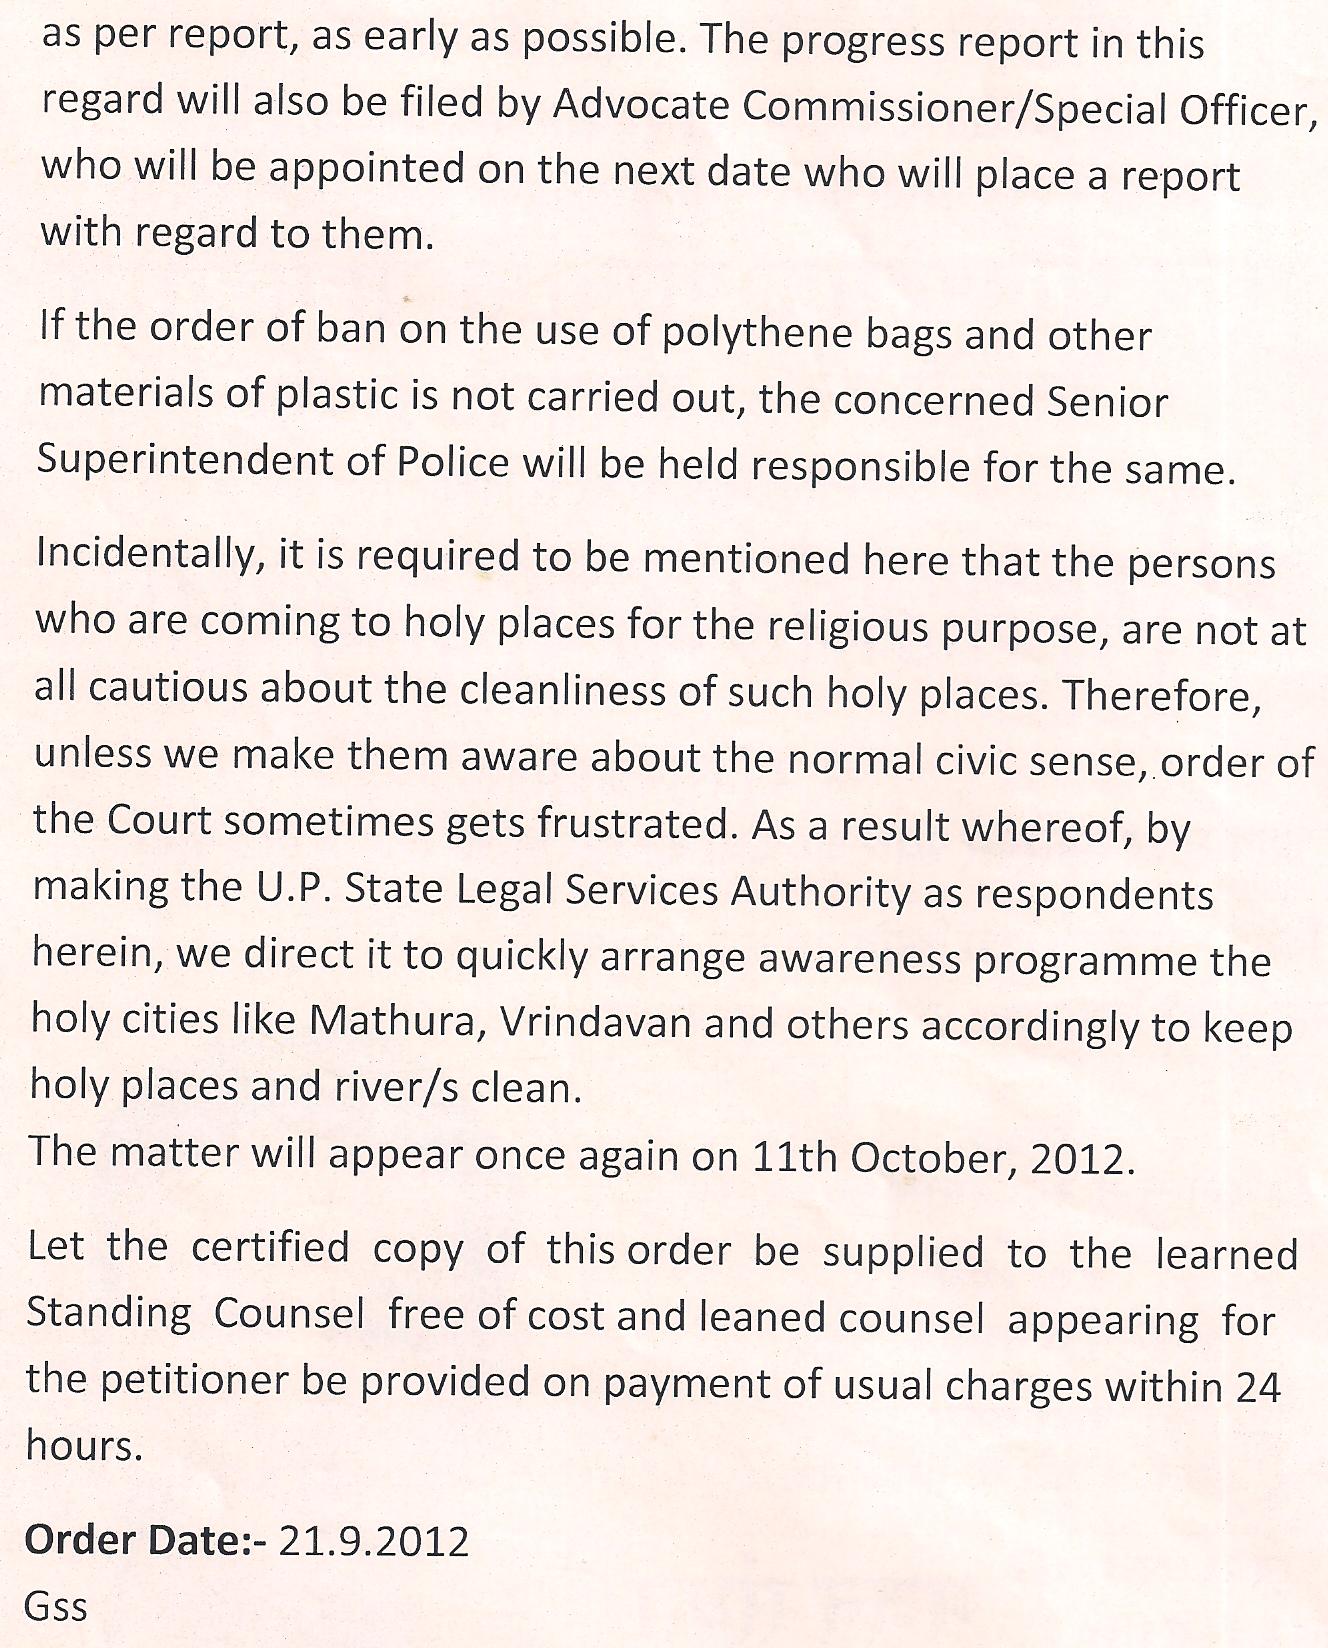 as per report, as early as possible. The progress report in this
regard will also be filed by Advocate Commissioner/Special Officer,
who will be appointed on the next date who will place a report
with regard to them.
If the order of ban on the use of polythene bags and other
materials of plastic is not carried out, the concerned Senior
Superintendent of Police will be held responsible for the same.
Incidentally, it is required to be mentioned here that the persons
who are coming to holy places for the religious purpose, are not at
all cautious about the cleanliness of such holy places. Therefore,
unless we make them aware about the normal civic sense, order of
the Court sometimes gets frustrated. As a result whereof, by
making the U.P. State Legal Services Authority as respondents
herein, we direct it to quickly arrange awareness programme the
holy cities like Mathura, Vrindavan and others accordingly to keep
holy places and river/s clean.
The matter will appear once again on 11th October, 2012.
Let the certified copy of this order be supplied to the learned
Standing Counsel free of cost and leaned counsel appearing for
the petitioner be provided on payment of usual charges within 24
hours.
Order Date:- 21.9.2012
Gss